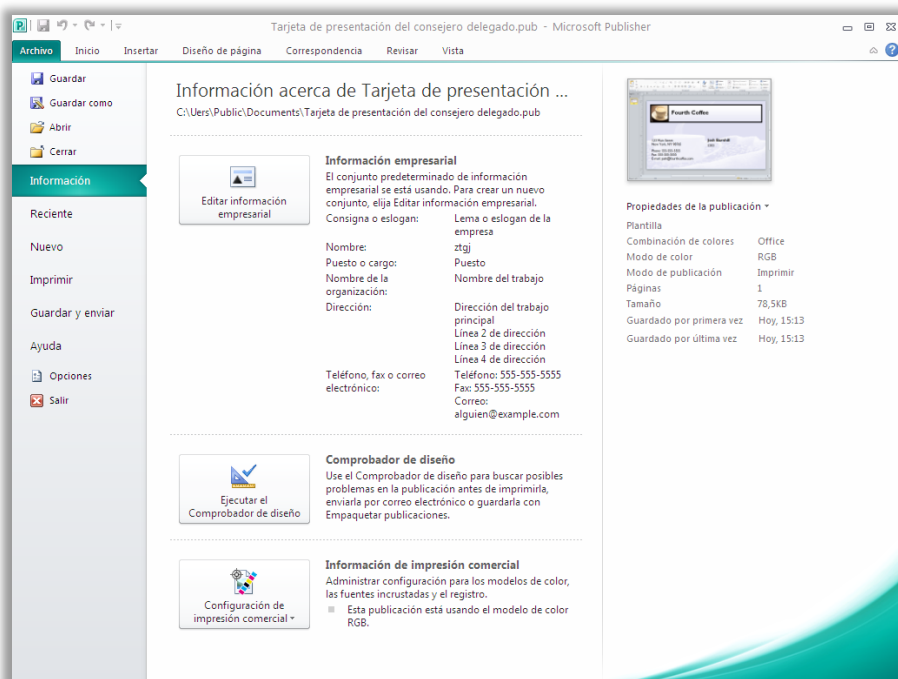 Tarjeta de presentación del consejero delegado.pub - Microsoft Publisher
Archivo Inicio Insertar Diseño de página Correspondencia Revisar Vista
Guardar
Guardar como
Abrir
Cerrar
Información
Reciente
Nuevo
Imprimir
Guardar y enviar
Ayuda
Opciones
Salir
Información acerca de Tarjeta de presentación ...
C:\Uers\Public\Documents\Tarjeta de presentación del consejero delegado.pub
Editar información
empresarial
Información empresarial
El conjunto predeterminado de información
empresarial se está usando. Para crear un nuevo
conjunto, elija Editar información empresarial.
Consigna o eslogan: Lema o eslogan de la
empresa
Nombre: ztgj
Puesto o cargo: Puesto
Nombre de la Nombre del trabajo
organización:
Dirección: Dirección del trabajo
principal
Línea 2 de dirección
Línea 3 de dirección
Línea 4 de dirección
Teléfono, fax o correo Teléfono: 555-555-5555
electrónico: Fax: 555-555-5555
Correo:
alguien@example.com
Ejecutar el
Comprobador de diseño
Comprobador de diseño
Use el Comprobador de diseño para buscar posibles
problemas en la publicación antes de imprimirla,
enviarla por correo electrónico o guardarla con
Empaquetar publicaciones.
Configuración de
impresión comercial
Información de impresión comercial
Administrar configuración para los modelos de color,
las fuentes incrustadas y el registro.
Esta publicación está usando el modelo de color
RGB.
Fourth Coffee
Propiedades de la publicación
Plantilla
Combinación de colores Office
Modo de color RGB
Modo de publicación Imprimir
Páginas 1
Tamaño 78,5KB
Guardado por primera vez Hoy, 15:13
Guardado por última vez Hoy, 15:13